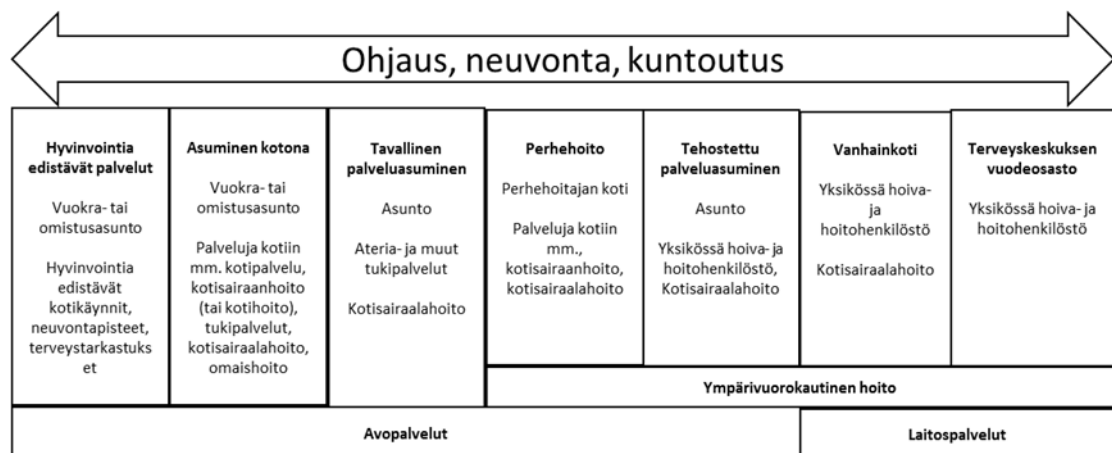 Ohjaus, neuvonta, kuntoutus
Hyvinvointia
edistävät palvelut
Vuokra- tai
omistusasunto
Hyvinvointia
edistävät
kotikäynnit,
neuvontapisteet,
terveystarkastuks
et
Asuminen kotona
Vuokra- tai
omistusasunto
Palveluja kotiin
mm. kotipalvelu,
kotisairaanhoito
(tai kotihoito),
tukipalvelut,
kotisairaalahoito,
omaishoito
Tavallinen
palveluasuminen
Asunto
Ateria- ja muut
tukipalvelut
Kotisairaalahoito
Perhehoito
Perhehoitajan koti
Palveluja kotiin
mm.,
kotisairaanhoito,
kotisairaalahoito
Tehostettu
palveluasuminen
Asunto
Yksikössä hoiva- ja
hoitohenkilöstö,
Kotisairaalahoito
Vanhainkoti
Yksikössä hoiva-
ja
hoitohenkilöstö
Kotisairaalahoito
Terveyskeskuksen
vuodeosasto
Yksikössä hoiva- ja
hoitohenkilöstö
Ympärivuorokautinen hoito
Avopalvelut
Laitospalvelut